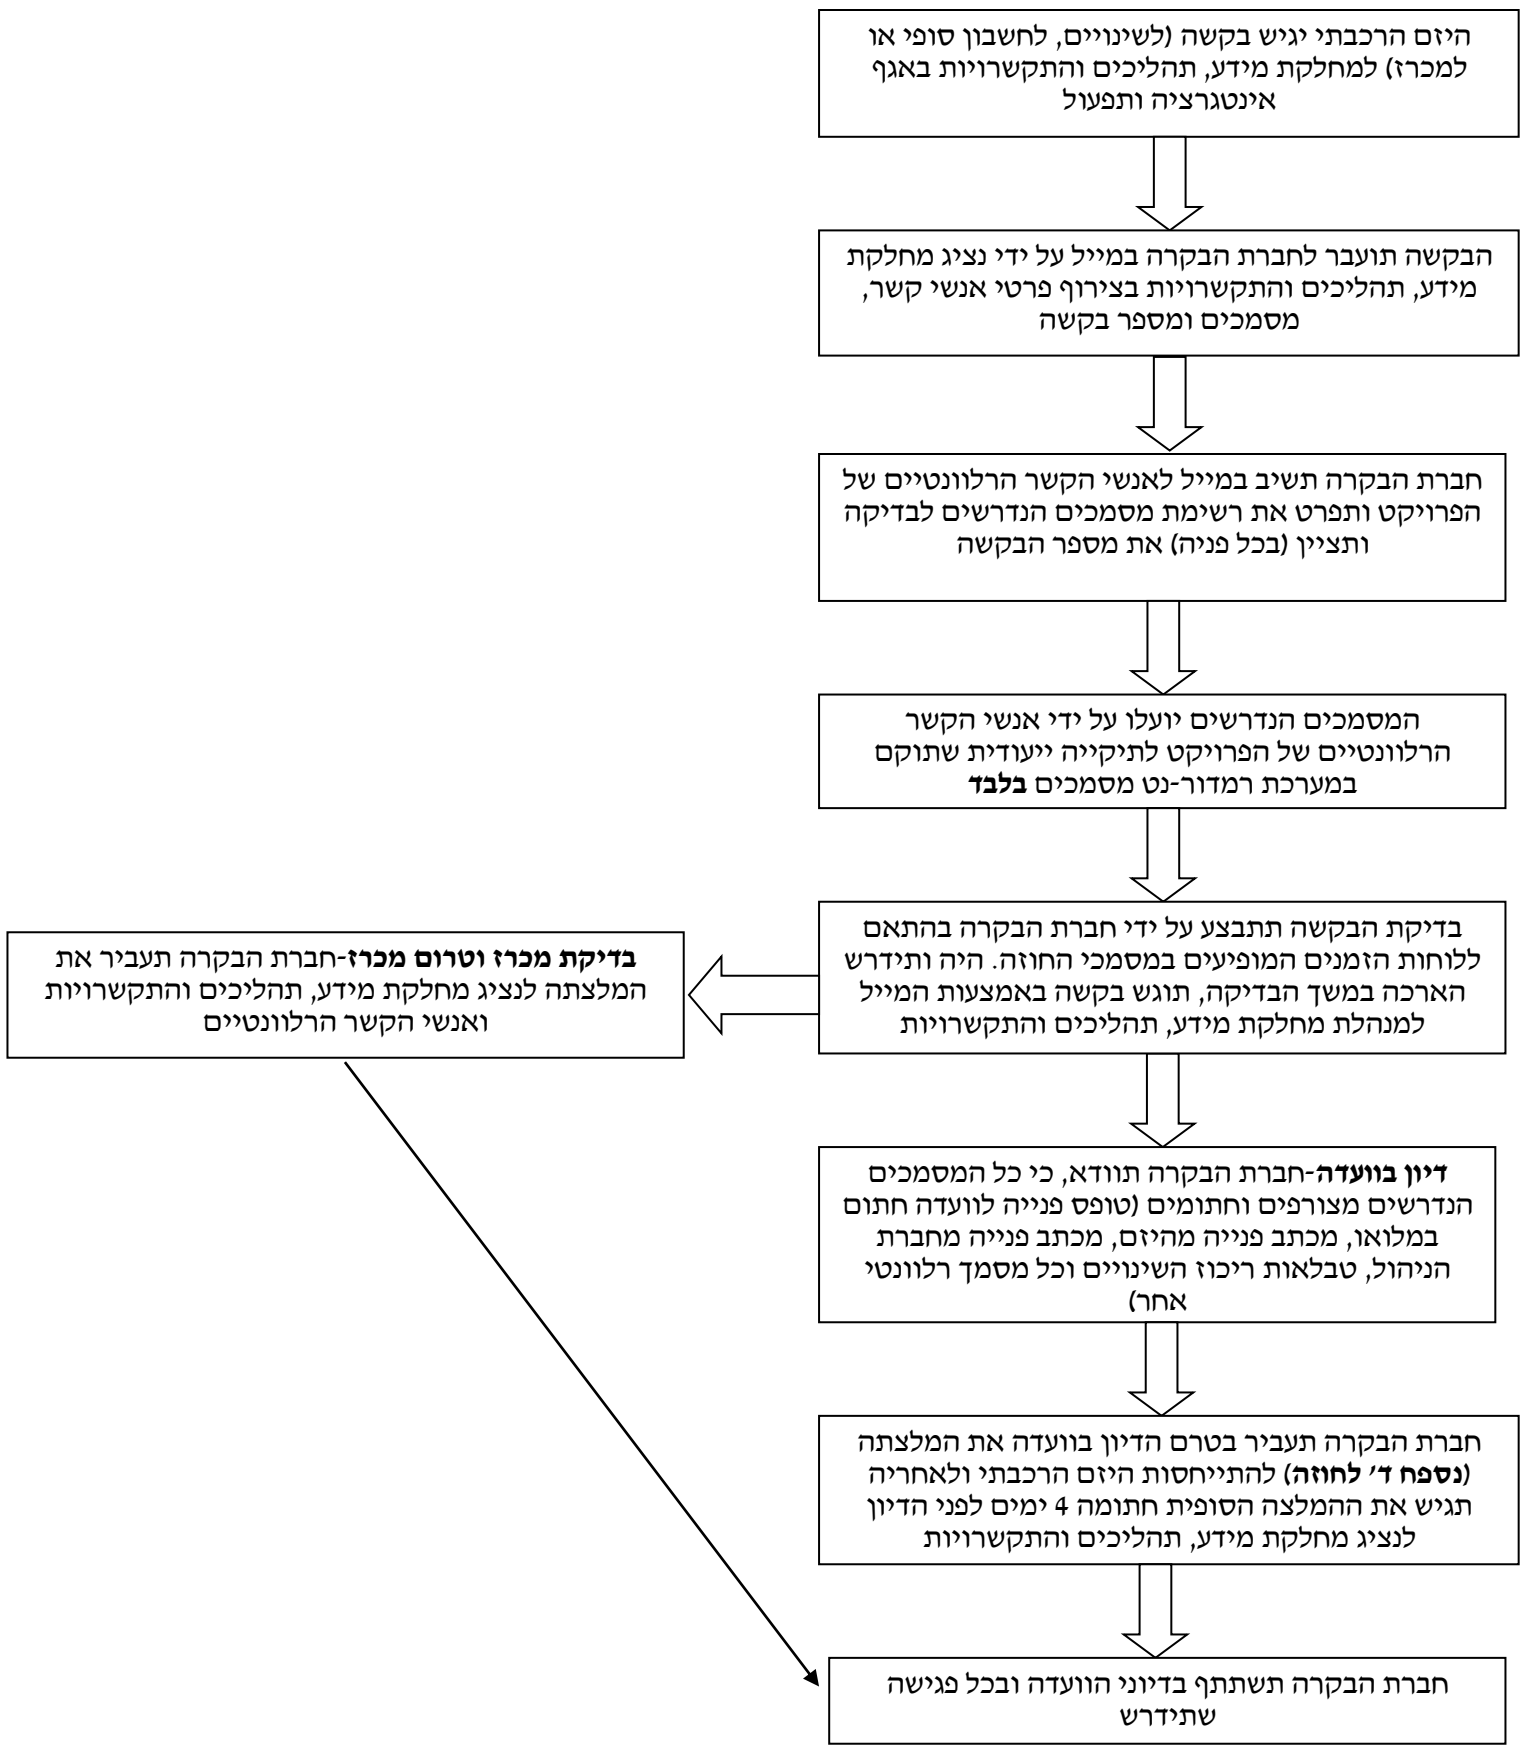 היזם הרכבתי יגיש בקשה (לשינויים, לחשבון סופי או
למכרז) למחלקת מידע, תהליכים והתקשרויות באגף
אינטגרציה ותפעול
הבקשה תועבר לחברת הבקרה במייל על ידי נציג מחלקת
מידע, תהליכים והתקשרויות בצירוף פרטי אנשי קשר,
מסמכים ומספר בקשה
חברת הבקרה תשיב במייל לאנשי הקשר הרלוונטיים של
הפרויקט ותפרט את רשימת מסמכים הנדרשים לבדיקה
ותציין (בכל פניה) את מספר הבקשה
המסמכים הנדרשים יועלו על ידי אנשי הקשר
הרלוונטיים של הפרויקט לתיקייה ייעודית שתוקם
במערכת רמדור-נט מסמכים בלבד
בדיקת הבקשה תתבצע על ידי חברת הבקרה בהתאם
ללוחות הזמנים המופיעים במסמכי החוזה. היה ותידרש
הארכה במשך הבדיקה, תוגש בקשה באמצעות המייל
למנהלת מחלקת מידע, תהליכים והתקשרויות
בדיקת מכרז וטרום מכרז-חברת הבקרה תעביר את
המלצתה לנציג מחלקת מידע, תהליכים והתקשרויות
ואנשי הקשר הרלוונטיים
דיון בוועדה-חברת הבקרה תוודא, כי כל המסמכים
הנדרשים מצורפים וחתומים (טופס פנייה לוועדה חתום
במלואו, מכתב פנייה מהיזם, מכתב פנייה מחברת
הניהול, טבלאות ריכוז השינויים וכל מסמך רלוונטי
אחר)
חברת הבקרה תעביר בטרם הדיון בוועדה את המלצתה
(נספח ד' לחוזה) להתייחסות היזם הרכבתי ולאחריה
תגיש את ההמלצה הסופית חתומה 4 ימים לפני הדיון
לנציג מחלקת מידע, תהליכים והתקשרויות
חברת הבקרה תשתתף בדיוני הוועדה ובכל פגישה
שתידרש